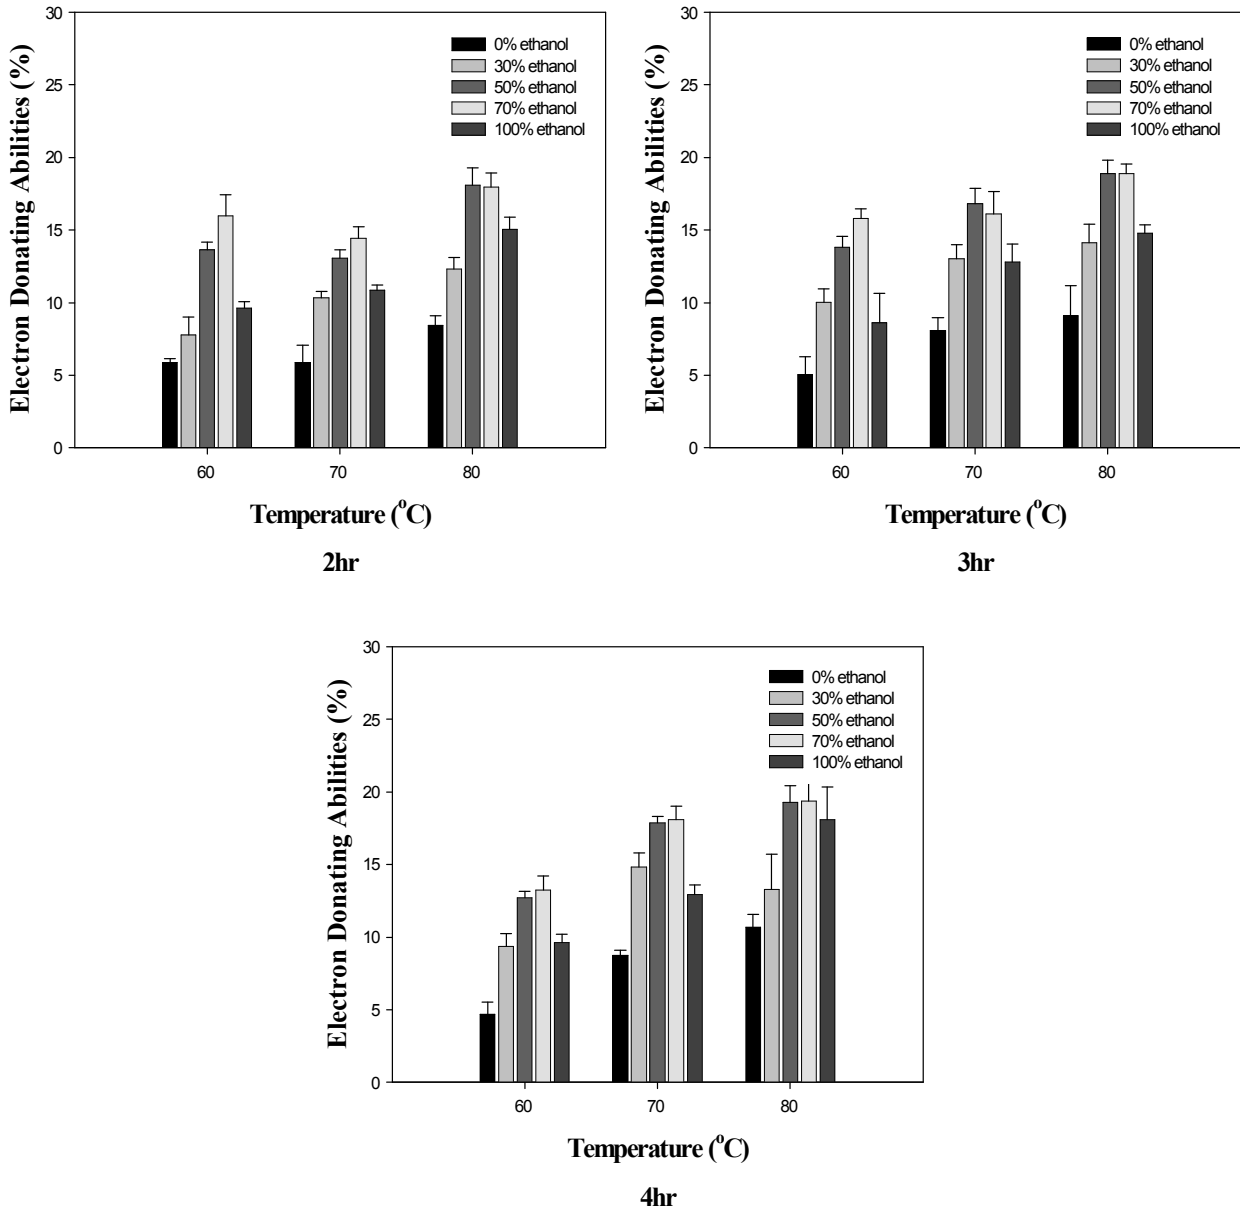 30
25
20
15
10
5
0
Electron Donating Abilities (%)
0% ethanol
30% ethanol
50% ethanol
70% ethanol
100% ethanol
60 70 80
Temperature (°C)
2hr
30
25
20
15
10
5
0
Electron Donating Abilities (%)
0% ethanol
30% ethanol
50% ethanol
70% ethanol
100% ethanol
60 70 80
Temperature (°C)
3hr
30
25
20
15
10
5
0
Electron Donating Abilities (%)
0% ethanol
30% ethanol
50% ethanol
70% ethanol
100% ethanol
60 70 80
Temperature (°C)
4hr